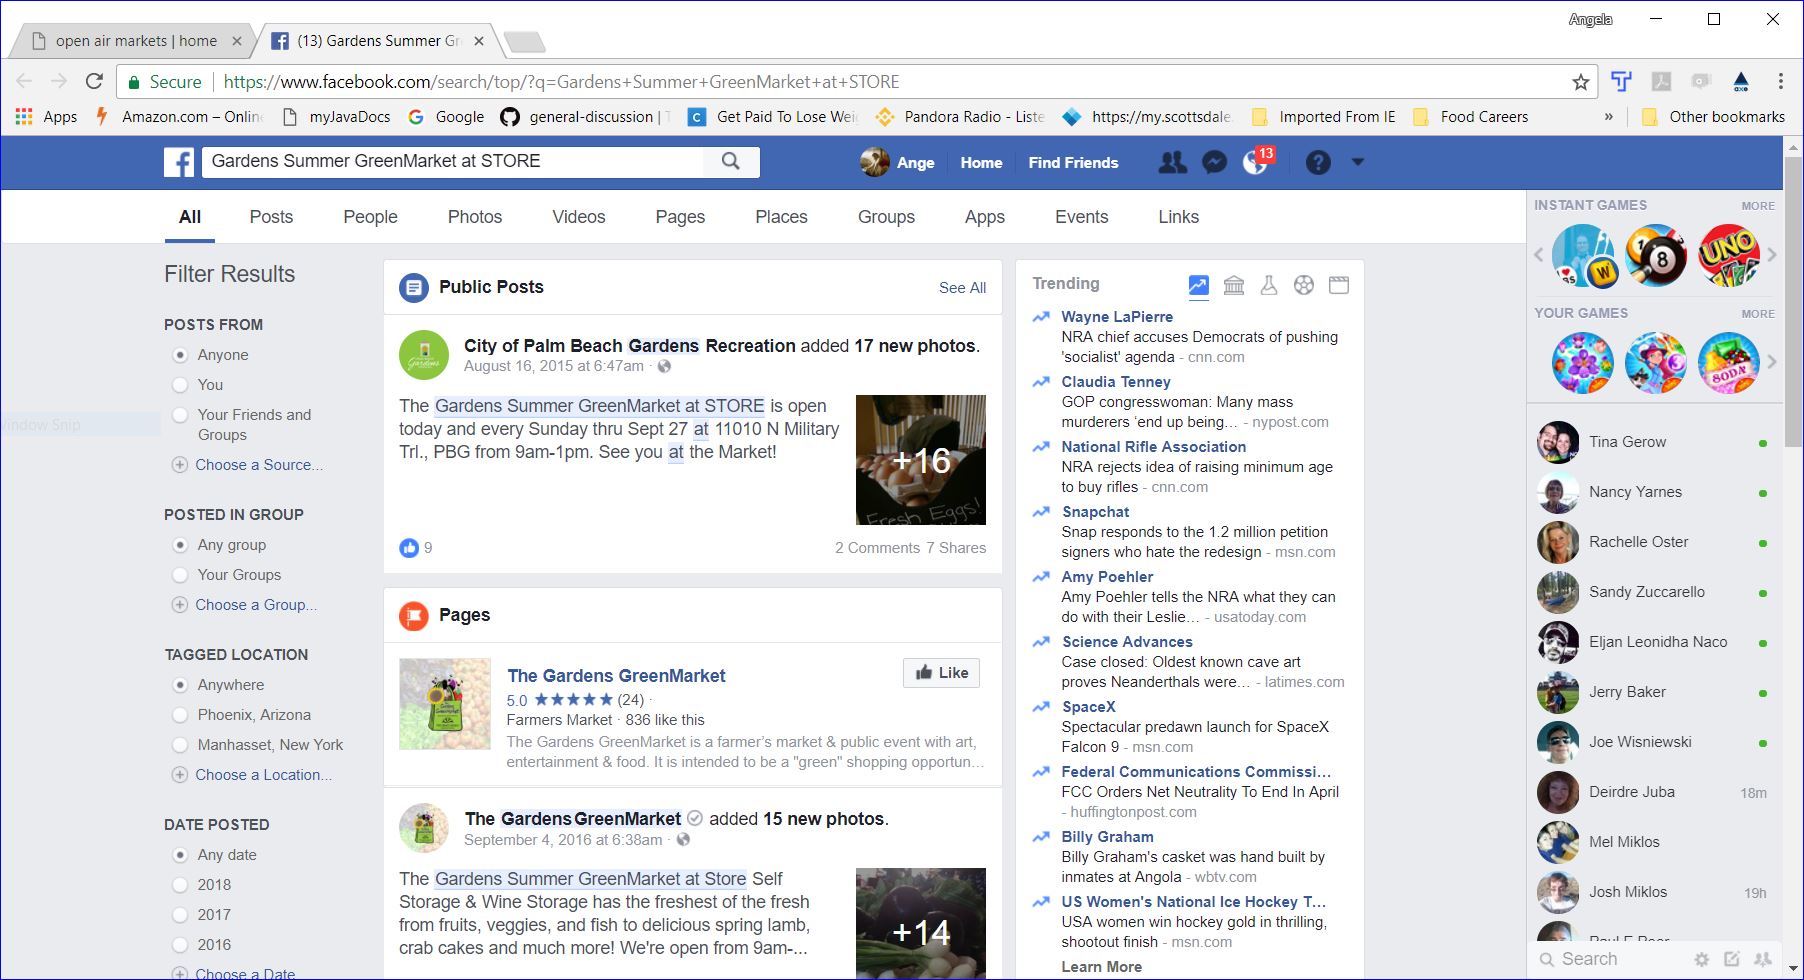 Angela
open air markets | home
(13) Gardens Summer Gr
Secure https://www.facebook.com/search/top/?q=Gardens+Summer+GreenMarket+at+STORE
Apps
Amazon.com – Online
myJavaDocs
Google
general-discussion |
Get Paid To Lose Wei
Pandora Radio - Liste
https://my.scottsdale.
Imported From IE
Food Careers
»
Other bookmarks
Gardens Summer GreenMarket at STORE
Ange
Home
Find Friends
13
All
Posts
People
Photos
Videos
Pages
Places
Groups
Apps
Events
Links
Window Snip
Filter Results
POSTS FROM
Anyone
You
Your Friends and
Groups
Choose a Source...
POSTED IN GROUP
Any group
Your Groups
Choose a Group...
TAGGED LOCATION
Anywhere
Phoenix, Arizona
Manhasset, New York
Choose a Location...
DATE POSTED
Any date
2018
2017
2016
Choose a Date
Public Posts
See All
City of Palm Beach Gardens Recreation added 17 new photos.
August 16, 2015 at 6:47am ·
The Gardens Summer GreenMarket at STORE is open
today and every Sunday thru Sept 27 at 11010 N Military
Trl., PBG from 9am-1pm. See you at the Market!
+16
Fresh Eggs!
9
2 Comments 7 Shares
Pages
The Gardens GreenMarket
Like
5.0 ★★★★★ (24) ·
Farmers Market · 836 like this
The Gardens GreenMarket is a farmer's market & public event with art,
entertainment & food. It is intended to be a "green" shopping opportun...
The Gardens GreenMarket added 15 new photos.
September 4, 2016 at 6:38am ·
The Gardens Summer GreenMarket at Store Self
Storage & Wine Storage has the freshest of the fresh
from fruits, veggies, and fish to delicious spring lamb,
crab cakes and much more! We're open from 9am-...
+14
Trending
Wayne LaPierre
NRA chief accuses Democrats of pushing
'socialist' agenda - cnn.com
Claudia Tenney
GOP congresswoman: Many mass
murderers 'end up being... - nypost.com
National Rifle Association
NRA rejects idea of raising minimum age
to buy rifles - cnn.com
Snapchat
Snap responds to the 1.2 million petition
signers who hate the redesign - msn.com
Amy Poehler
Amy Poehler tells the NRA what they can
do with their Leslie... - usatoday.com
Science Advances
Case closed: Oldest known cave art
proves Neanderthals were... - latimes.com
SpaceX
Spectacular predawn launch for SpaceX
Falcon 9 - msn.com
Federal Communications Commissi...
FCC Orders Net Neutrality To End In April
- huffingtonpost.com
Billy Graham
Billy Graham's casket was hand built by
inmates at Angola - wbtv.com
US Women's National Ice Hockey T...
USA women win hockey gold in thrilling,
shootout finish - msn.com
Learn More
INSTANT GAMES
MORE
W
8
UNO
YOUR GAMES
MORE
SODA
Tina Gerow
Nancy Yarnes
Rachelle Oster
Sandy Zuccarello
Eljan Leonidha Naco
Jerry Baker
Joe Wisniewski
Deirdre Juba 18m
Mel Miklos
Josh Miklos 19h
Search